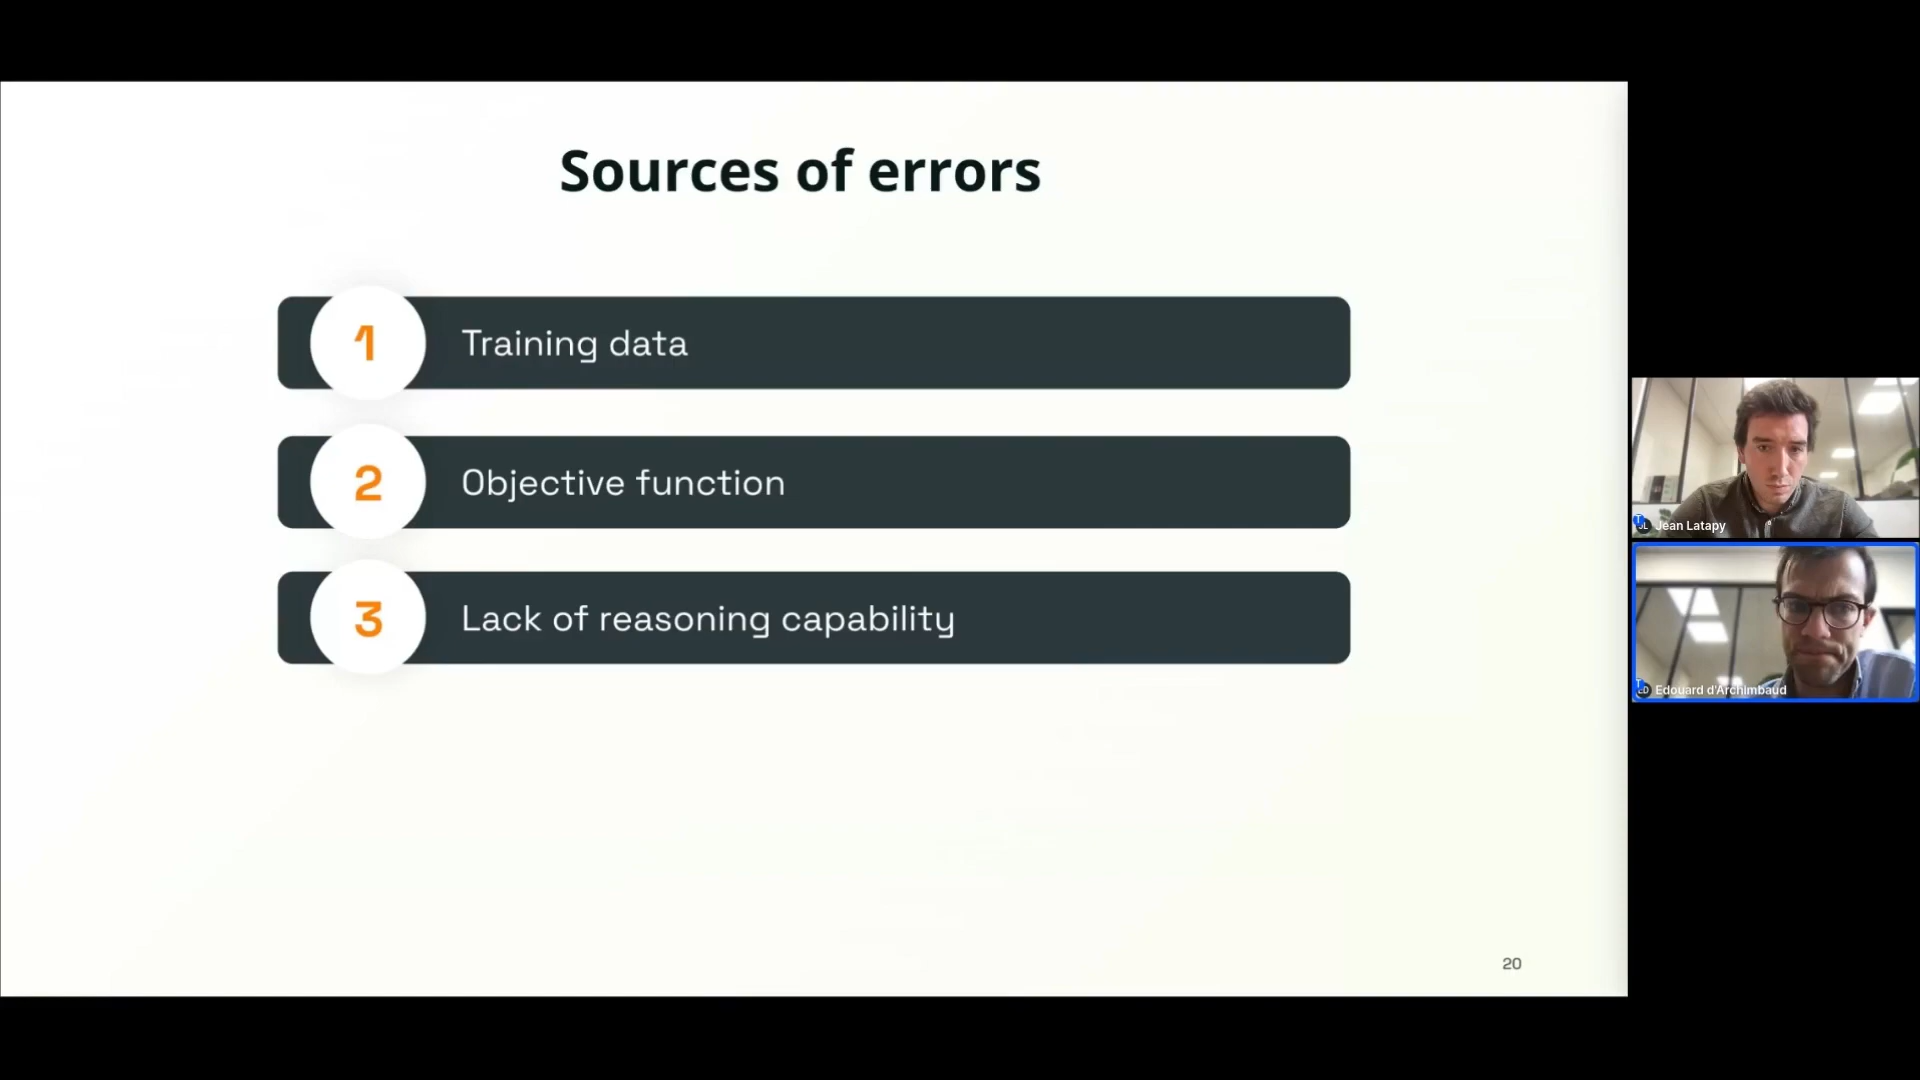 Sources of errors
1
Training data
2
Objective function
3
Lack of reasoning capability
20
Jean Latapy
Edouard d'Archimbaud